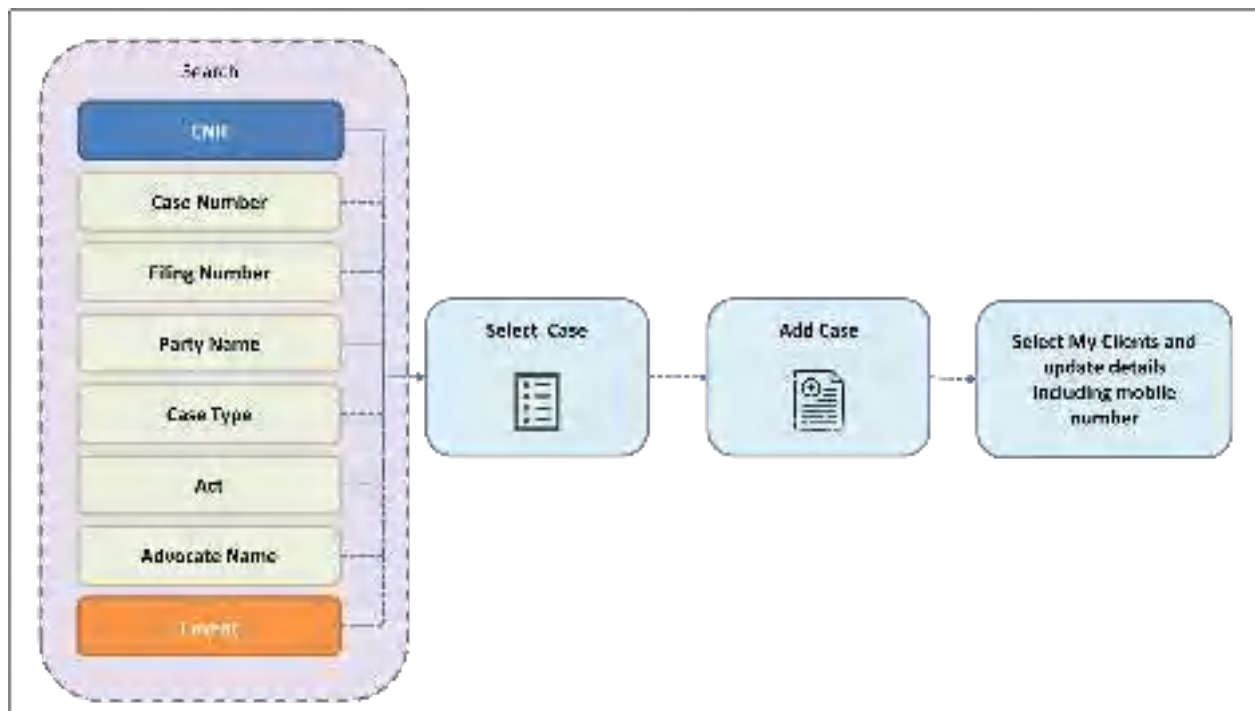 Search
CNR
Case Number
Filing Number
Party Name
Case Type
Act
Advocate Name
Caveat
Select Case
Add Case
Select My Clients and
update details
including mobile
number